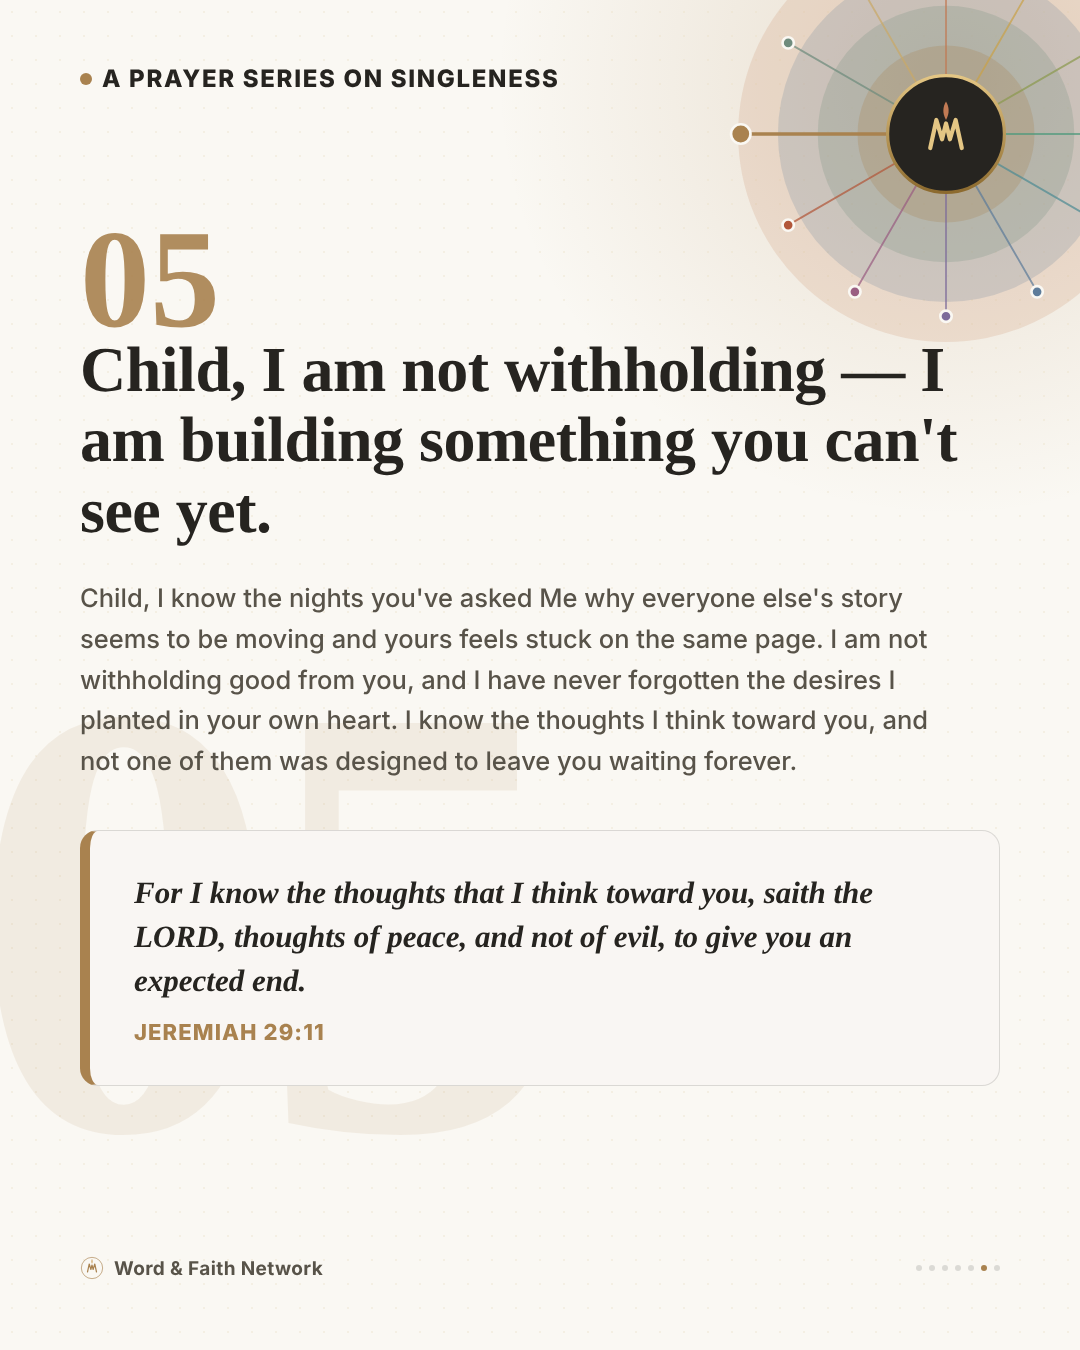 A PRAYER SERIES ON SINGLENESS
05
Child, I am not withholding — I
am building something you can't
see yet.
Child, I know the nights you've asked Me why everyone else's story
seems to be moving and yours feels stuck on the same page. I am not
withholding good from you, and I have never forgotten the desires I
planted in your own heart. I know the thoughts I think toward you, and
not one of them was designed to leave you waiting forever.
05
For I know the thoughts that I think toward you, saith the
LORD, thoughts of peace, and not of evil, to give you an
expected end.
JEREMIAH 29:11
Word & Faith Network